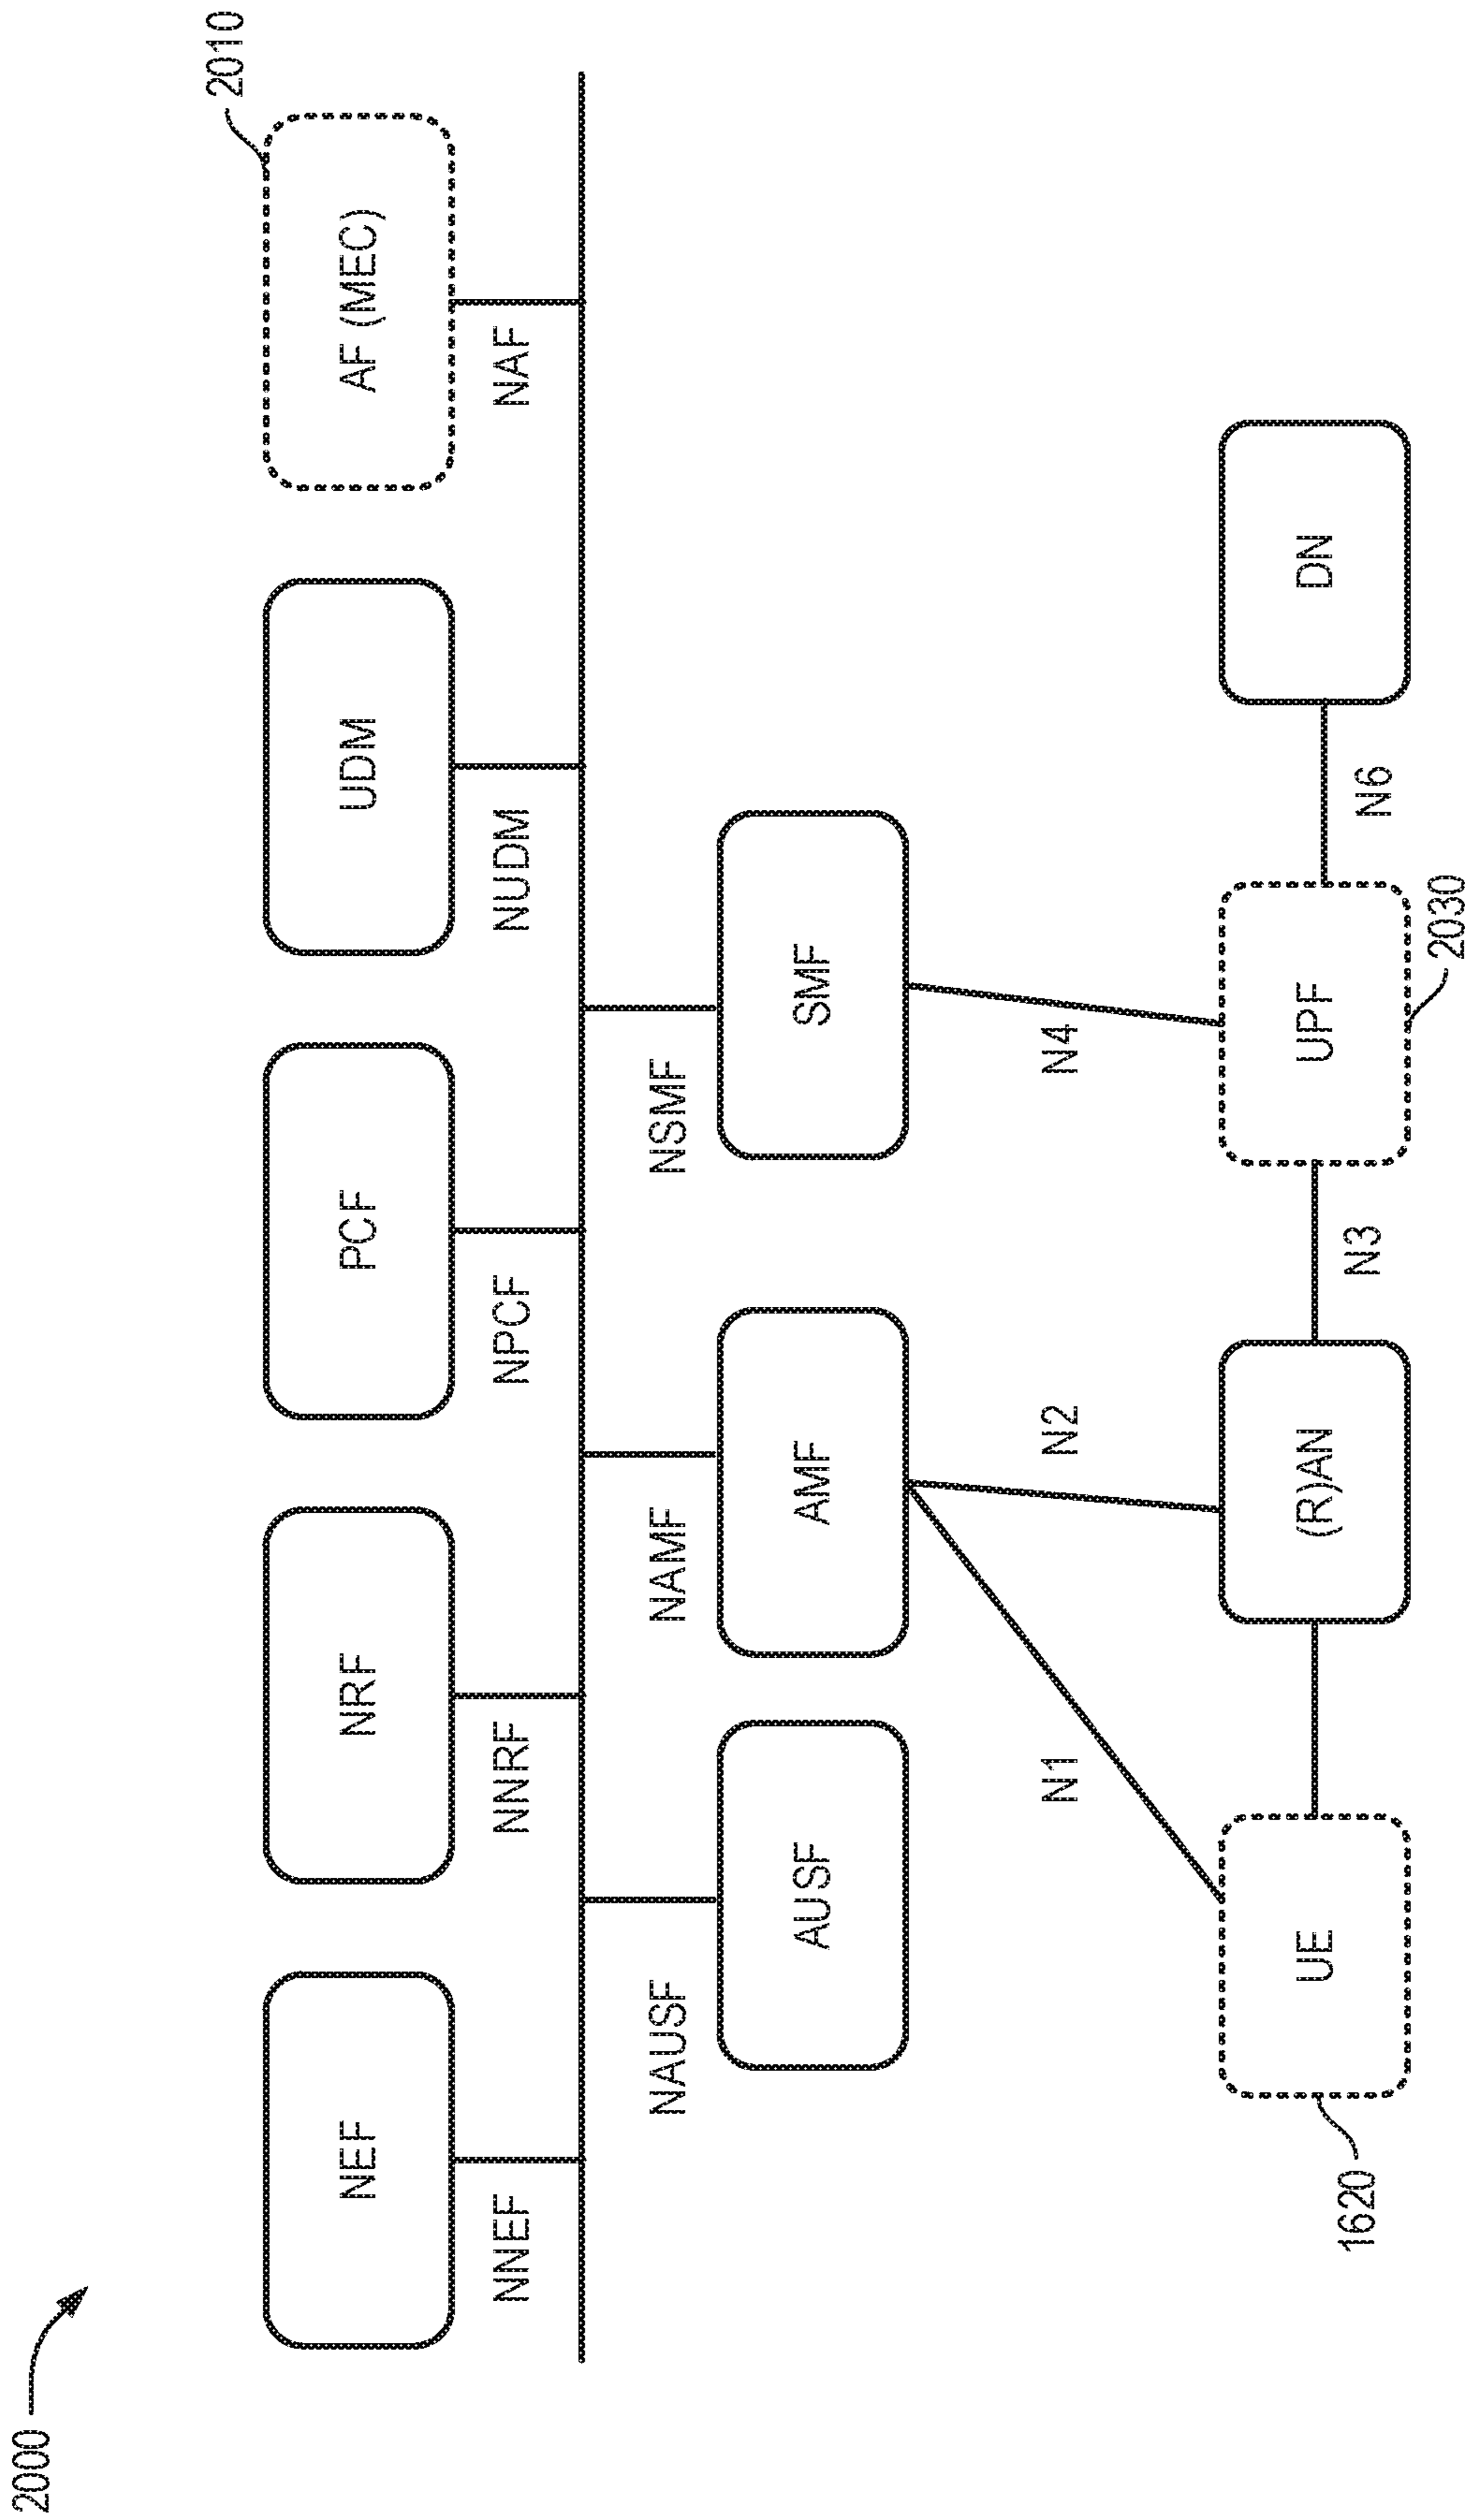 2000
2010
NEF
NRF
PCF
UDM
AF (MEC)
NNEF
NNRF
NPCF
NUDM
NAF
NAUSF
NAMF
NSMF
AUSF
AMF
SMF
N1
N2
N4
UE
(R)AN
UPF
DN
1620
N3
N6
2030